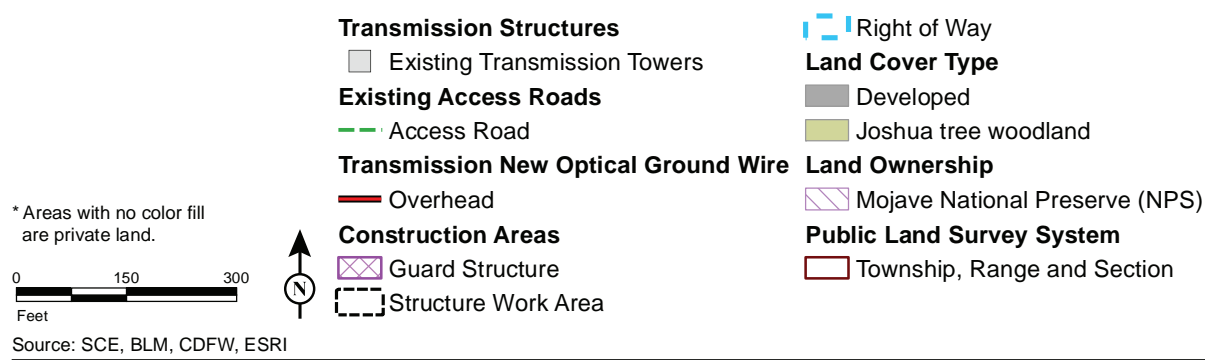 Transmission Structures
Existing Transmission Towers
Existing Access Roads
Access Road
Transmission New Optical Ground Wire
Overhead
Construction Areas
Guard Structure
Structure Work Area
Right of Way
Land Cover Type
Developed
Joshua tree woodland
Land Ownership
Mojave National Preserve (NPS)
Public Land Survey System
Township, Range and Section
* Areas with no color fill
are private land.
0 150 300
Feet
N
Source: SCE, BLM, CDFW, ESRI